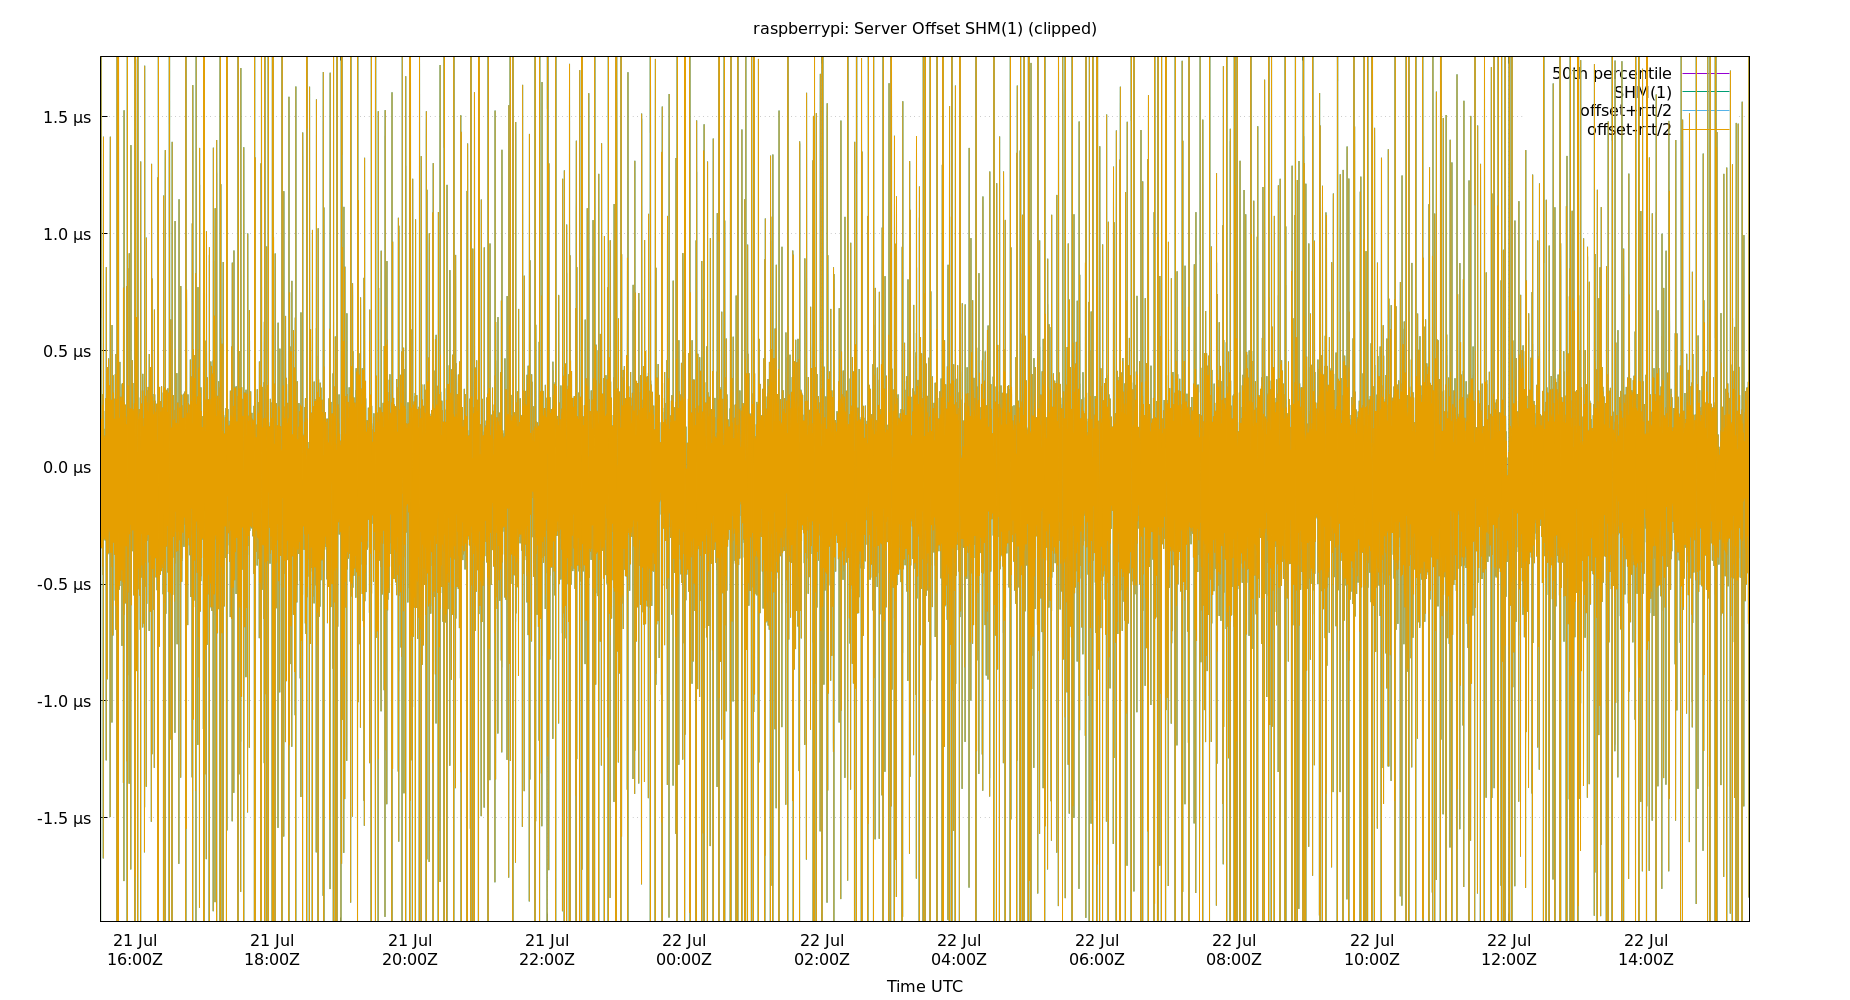 raspberrypi: Server Offset SHM(1) (clipped)
50th percentile
SHM(1)
offset+rtt/2
offset-rtt/2
1.5 µs
1.0 µs
0.5 µs
0.0 µs
-0.5 µs
-1.0 µs
-1.5 µs
21 Jul 21 Jul 21 Jul 21 Jul 22 Jul 22 Jul 22 Jul 22 Jul 22 Jul 22 Jul 22 Jul 22 Jul
16:00Z 18:00Z 20:00Z 22:00Z 00:00Z 02:00Z 04:00Z 06:00Z 08:00Z 10:00Z 12:00Z 14:00Z
Time UTC